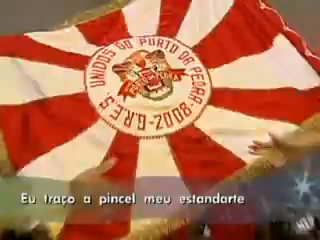 UNIDOS DO PORTO DA PEDRA
G.R.E.S. - 2008
Eu traço a pincel meu estandarte